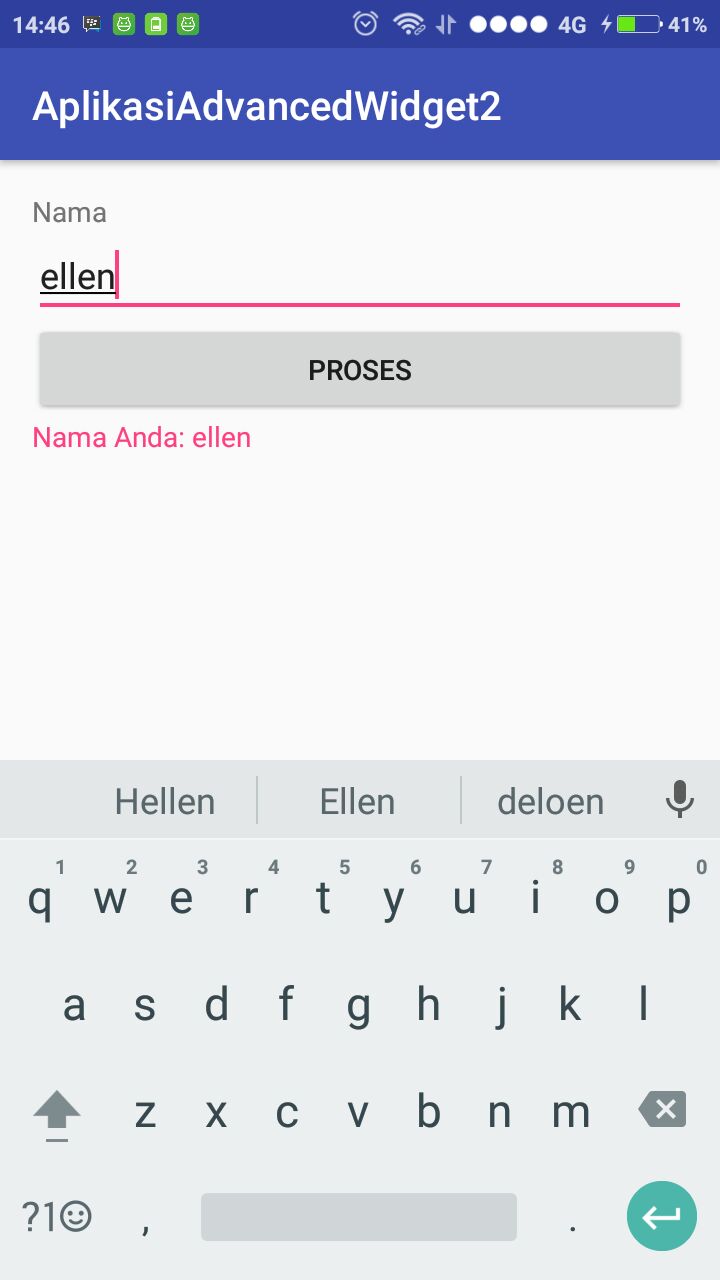 14:46 4G 41%
AplikasiAdvancedWidget2
Nama
ellen
PROSES
Nama Anda: ellen
Hellen Ellen deloen
1 2 3 4 5 6 7 8 9 0
q w e r t y u i o p
a s d f g h j k l
z x c v b n m
?1 , .